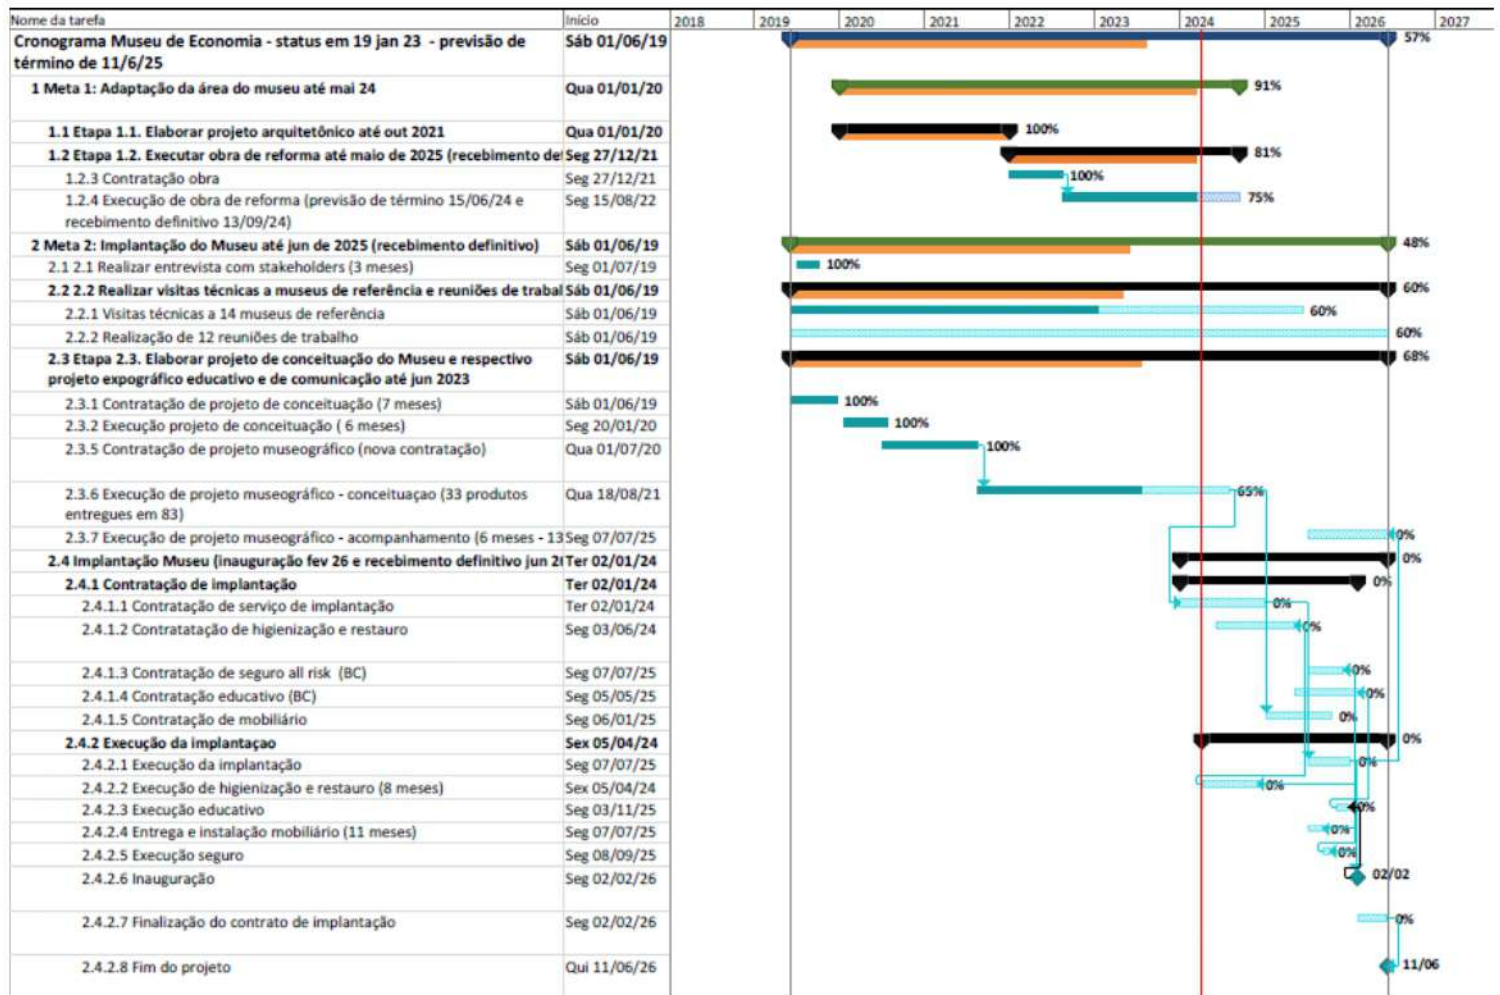 Nome da tarefa Início 2018 2019 2020 2021 2022 2023 2024 2025 2026 2027
Cronograma Museu de Economia - status em 19 jan 23 - previsão de Sáb 01/06/19 57%
término de 11/6/25
1 Meta 1: Adaptação da área do museu até mai 24 Qua 01/01/20 91%
1.1 Etapa 1.1. Elaborar projeto arquitetônico até out 2021 Qua 01/01/20 100%
1.2 Etapa 1.2. Executar obra de reforma até maio de 2025 (recebimento de Seg 27/12/21 81%
1.2.3 Contratação obra Seg 27/12/21 100%
1.2.4 Execução de obra de reforma (previsão de término 15/06/24 e Seg 15/08/22 75%
recebimento definitivo 13/09/24)
2 Meta 2: Implantação do Museu até jun de 2025 (recebimento definitivo) Sáb 01/06/19 48%
2.1 2.1 Realizar entrevista com stakeholders (3 meses) Seg 01/07/19 100%
2.2 2.2 Realizar visitas técnicas a museus de referência e reuniões de trabal Sáb 01/06/19 60%
2.2.1 Visitas técnicas a 14 museus de referência Sáb 01/06/19 60%
2.2.2 Realização de 12 reuniões de trabalho Sáb 01/06/19 60%
2.3 Etapa 2.3. Elaborar projeto de conceituação do Museu e respectivo Sáb 01/06/19 68%
projeto expográfico educativo e de comunicação até jun 2023
2.3.1 Contratação de projeto de conceituação (7 meses) Sáb 01/06/19 100%
2.3.2 Execução projeto de conceituação ( 6 meses) Seg 20/01/20 100%
2.3.5 Contratação de projeto museográfico (nova contratação) Qua 01/07/20 100%
2.3.6 Execução de projeto museográfico - conceituaçao (33 produtos Qua 18/08/21 65%
entregues em 83)
2.3.7 Execução de projeto museográfico - acompanhamento (6 meses - 13 Seg 07/07/25 0%
2.4 Implantação Museu (inauguração fev 26 e recebimento definitivo jun 2 Ter 02/01/24 0%
2.4.1 Contratação de implantação Ter 02/01/24 0%
2.4.1.1 Contratação de serviço de implantação Ter 02/01/24 0%
2.4.1.2 Contratatação de higienização e restauro Seg 03/06/24 0%
2.4.1.3 Contratação de seguro all risk (BC) Seg 07/07/25 0%
2.4.1.4 Contratação educativo (BC) Seg 05/05/25 0%
2.4.1.5 Contratação de mobiliário Seg 06/01/25 0%
2.4.2 Execução da implantaçao Sex 05/04/24 0%
2.4.2.1 Execução da implantação Seg 07/07/25 0%
2.4.2.2 Execução de higienização e restauro (8 meses) Sex 05/04/24 0%
2.4.2.3 Execução educativo Seg 03/11/25 0%
2.4.2.4 Entrega e instalação mobiliário (11 meses) Seg 07/07/25 0%
2.4.2.5 Execução seguro Seg 08/09/25 0%
2.4.2.6 Inauguração Seg 02/02/26 02/02
2.4.2.7 Finalização do contrato de implantação Seg 02/02/26 0%
2.4.2.8 Fim do projeto Qui 11/06/26 11/06